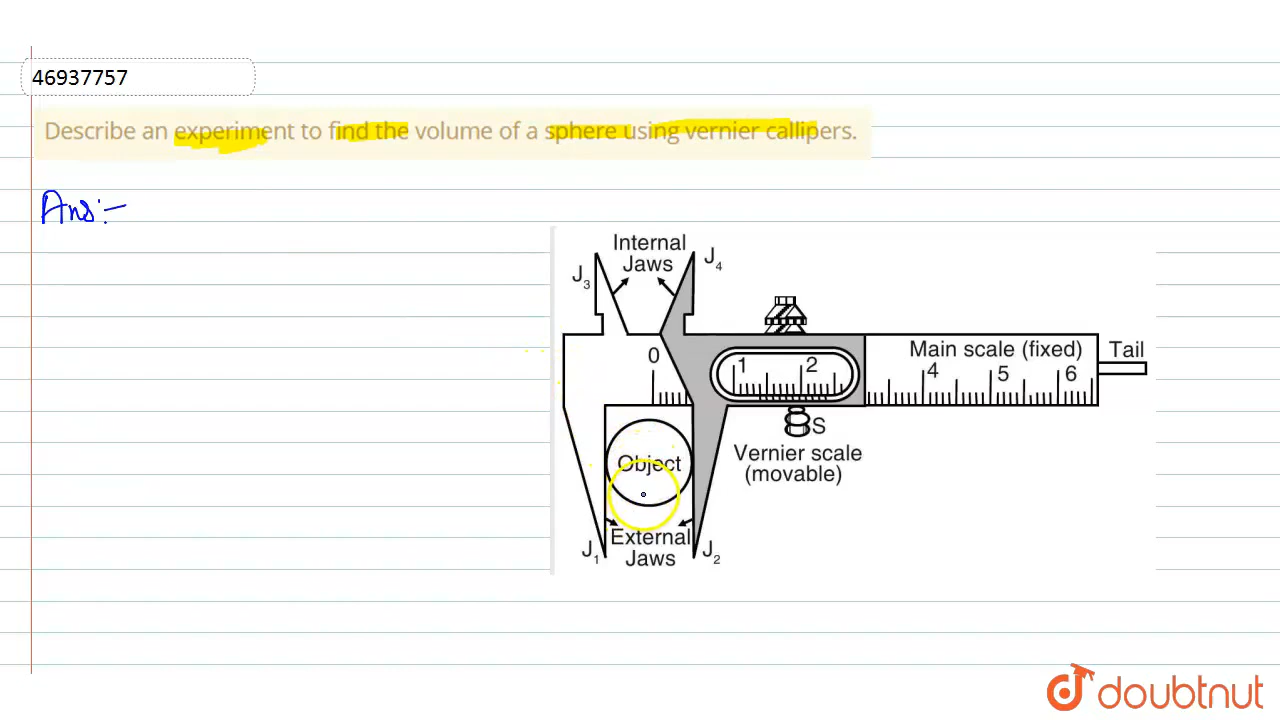 46937757
Describe an experiment to find the volume of a sphere using vernier callipers.
Ans:-
Internal
Jaws
J3
J4
0
1
2
Main scale (fixed)
Tail
4
5
6
S
Object
Vernier scale
(movable)
External
Jaws
J1
J2
doubtnut